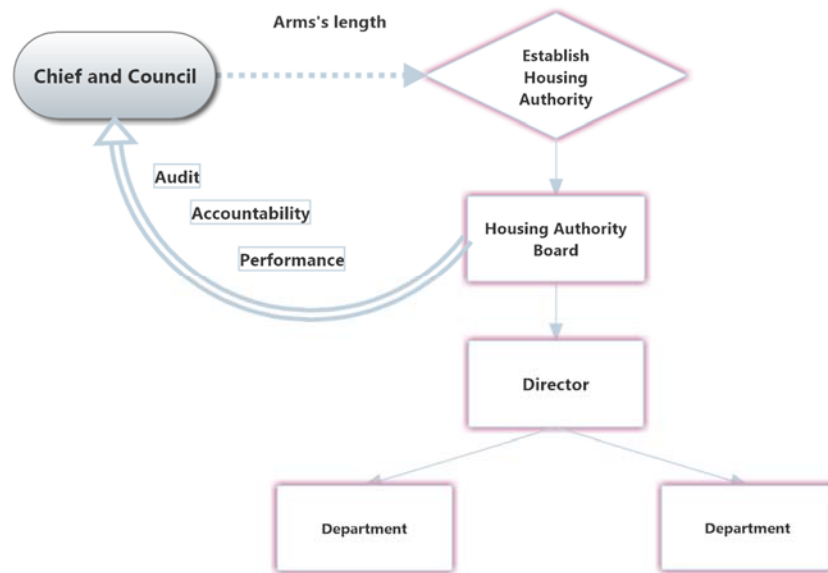 Arms's length
Chief and Council
Establish
Housing
Authority
Audit
Accountability
Performance
Housing Authority
Board
Director
Department
Department